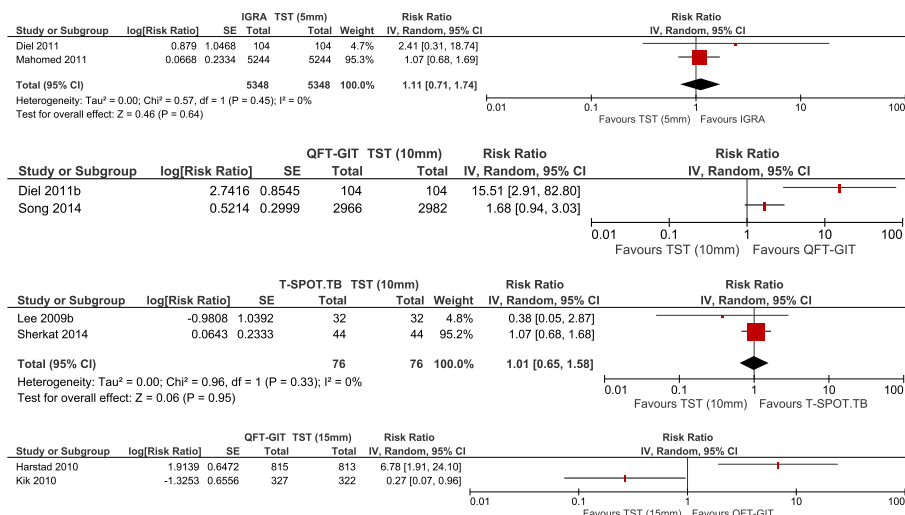 IGRA TST (5mm) Risk Ratio Risk Ratio
Study or Subgroup log[Risk Ratio] SE Total Total Weight IV, Random, 95% CI IV, Random, 95% CI
Diel 2011 0.879 1.0468 104 104 4.7% 2.41 [0.31, 18.74]
Mahomed 2011 0.0668 0.2334 5244 5244 95.3% 1.07 [0.68, 1.69]
Total (95% CI) 5348 5348 100.0% 1.11 [0.71, 1.74]
Heterogeneity: Tau² = 0.00; Chi² = 0.57, df = 1 (P = 0.45); I² = 0%
Test for overall effect: Z = 0.46 (P = 0.64)
0.01 0.1 1 10 100
Favours TST (5mm) Favours IGRA
QFT-GIT TST (10mm) Risk Ratio Risk Ratio
Study or Subgroup log[Risk Ratio] SE Total Total IV, Random, 95% CI IV, Random, 95% CI
Diel 2011b 2.7416 0.8545 104 104 15.51 [2.91, 82.80]
Song 2014 0.5214 0.2999 2966 2982 1.68 [0.94, 3.03]
0.01 0.1 1 10 100
Favours TST (10mm) Favours QFT-GIT
T-SPOT.TB TST (10mm) Risk Ratio Risk Ratio
Study or Subgroup log[Risk Ratio] SE Total Total Weight IV, Random, 95% CI IV, Random, 95% CI
Lee 2009b -0.9808 1.0392 32 32 4.8% 0.38 [0.05, 2.87]
Sherkat 2014 0.0643 0.2333 44 44 95.2% 1.07 [0.68, 1.68]
Total (95% CI) 76 76 100.0% 1.01 [0.65, 1.58]
Heterogeneity: Tau² = 0.00; Chi² = 0.96, df = 1 (P = 0.33); I² = 0%
Test for overall effect: Z = 0.06 (P = 0.95)
0.01 0.1 1 10 100
Favours TST (10mm) Favours T-SPOT.TB
QFT-GIT TST (15mm) Risk Ratio Risk Ratio
Study or Subgroup log[Risk Ratio] SE Total Total IV, Random, 95% CI IV, Random, 95% CI
Harstad 2010 1.9139 0.6472 815 813 6.78 [1.91, 24.10]
Kik 2010 -1.3253 0.6556 327 322 0.27 [0.07, 0.96]
0.01 0.1 1 10 100
Favours TST (15mm) Favours QFT-GIT